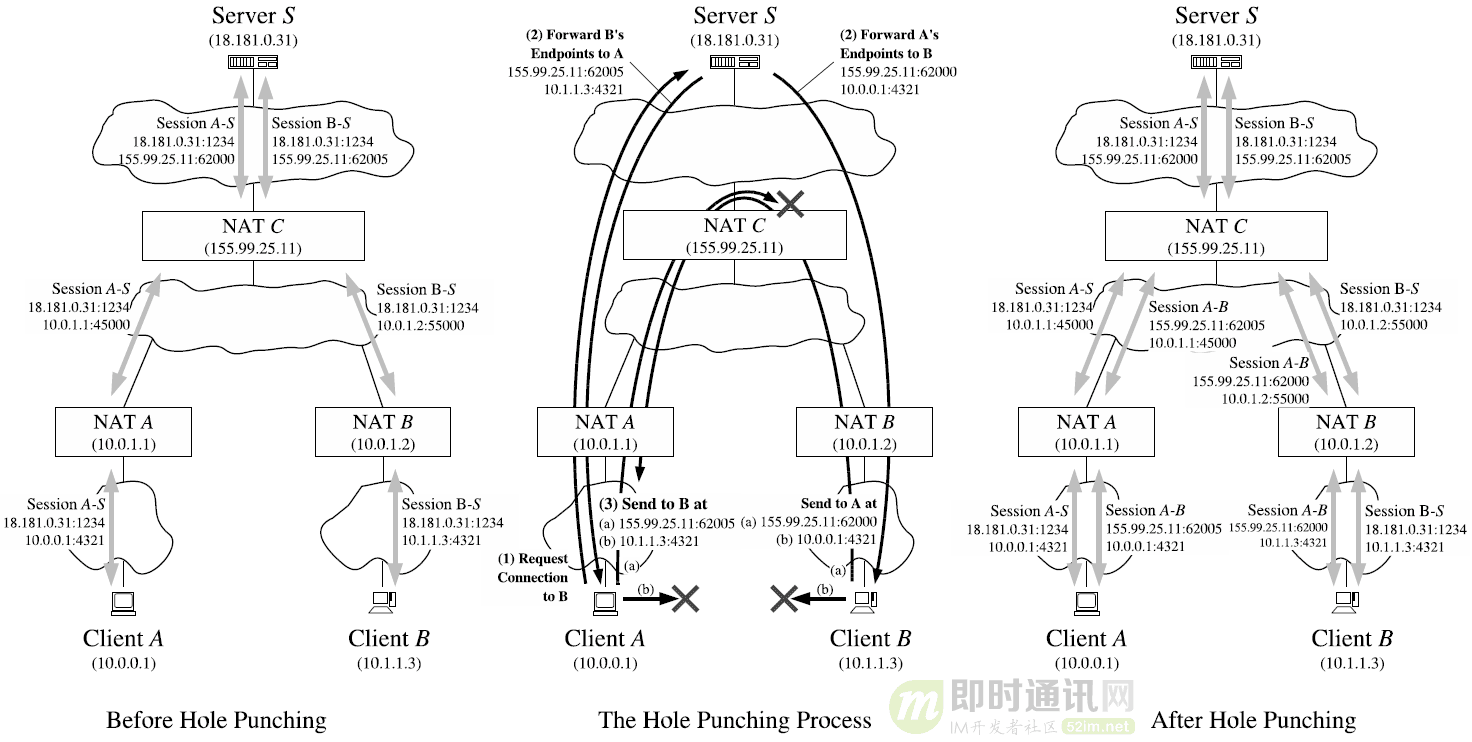 Server S
(18.181.0.31)
Session A-S
18.181.0.31:1234
155.99.25.11:62000
Session B-S
18.181.0.31:1234
155.99.25.11:62005
NAT C
(155.99.25.11)
Session A-S
18.181.0.31:1234
10.0.1.1:45000
Session B-S
18.181.0.31:1234
10.0.1.2:55000
NAT A
(10.0.1.1)
NAT B
(10.0.1.2)
Session A-S
18.181.0.31:1234
10.0.0.1:4321
Session B-S
18.181.0.31:1234
10.1.1.3:4321
Client A
(10.0.0.1)
Client B
(10.1.1.3)
Before Hole Punching
Server S
(18.181.0.31)
(2) Forward B's
Endpoints to A
155.99.25.11:62005
10.1.1.3:4321
(2) Forward A's
Endpoints to B
155.99.25.11:62000
10.0.0.1:4321
NAT C
(155.99.25.11)
NAT A
(10.0.1.1)
NAT B
(10.0.1.2)
(3) Send to B at
(a) 155.99.25.11:62005
(b) 10.1.1.3:4321
Send to A at
(a) 155.99.25.11:62000
(b) 10.0.0.1:4321
(1) Request
Connection
to B
(a)
(b)
(a)
(b)
Client A
(10.0.0.1)
Client B
(10.1.1.3)
The Hole Punching Process
Server S
(18.181.0.31)
Session A-S
18.181.0.31:1234
155.99.25.11:62000
Session B-S
18.181.0.31:1234
155.99.25.11:62005
NAT C
(155.99.25.11)
Session A-S
18.181.0.31:1234
10.0.1.1:45000
Session A-B
155.99.25.11:62005
10.0.1.1:45000
Session B-S
18.181.0.31:1234
10.0.1.2:55000
Session A-B
155.99.25.11:62000
10.0.1.2:55000
NAT A
(10.0.1.1)
NAT B
(10.0.1.2)
Session A-S
18.181.0.31:1234
10.0.0.1:4321
Session A-B
155.99.25.11:62005
10.0.0.1:4321
Session A-B
155.99.25.11:62000
10.1.1.3:4321
Session B-S
18.181.0.31:1234
10.1.1.3:4321
Client A
(10.0.0.1)
Client B
(10.1.1.3)
After Hole Punching
m 即时通讯网
IM开发者社区 52im.net